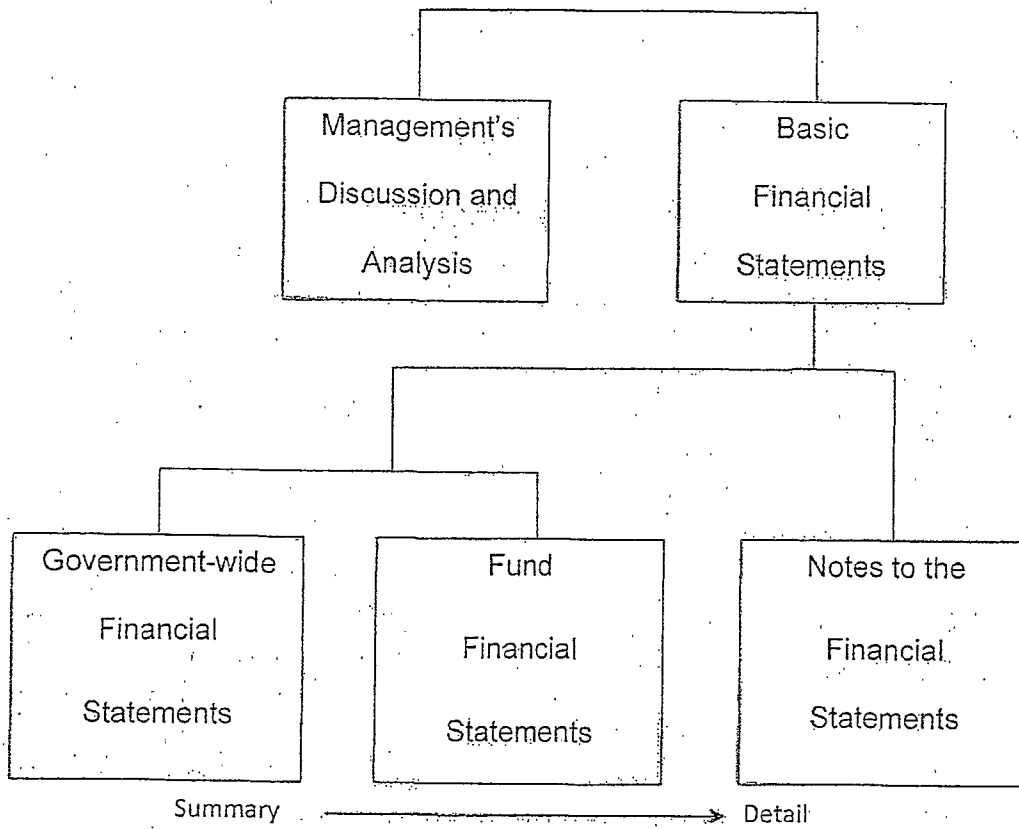 Management's
Discussion and
Analysis
Basic
Financial
Statements
Government-wide
Financial
Statements
Fund
Financial
Statements
Notes to the
Financial
Statements
Summary
Detail